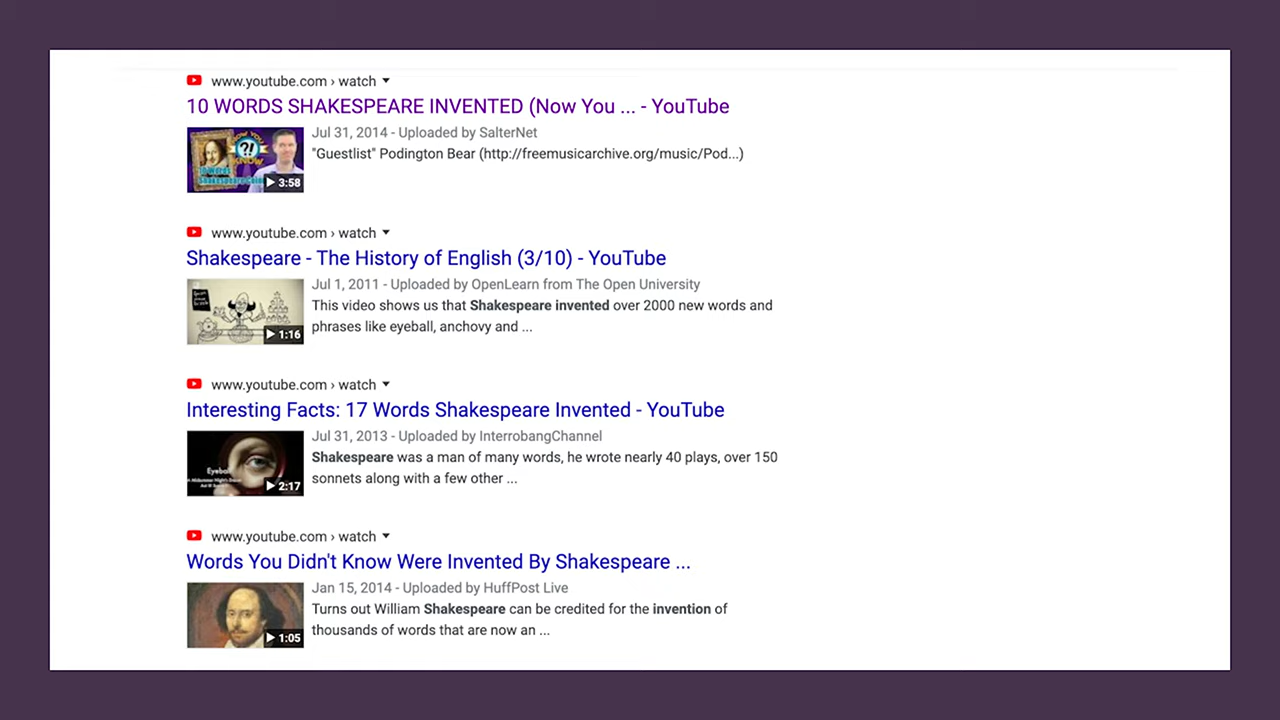 www.youtube.com › watch
10 WORDS SHAKESPEARE INVENTED (Now You ... - YouTube
Jul 31, 2014 - Uploaded by SalterNet
"Guestlist" Podington Bear (http://freemusicarchive.org/music/Pod...)
NOW YOU
?!
KNOW
3:58
www.youtube.com › watch
Shakespeare - The History of English (3/10) - YouTube
Jul 1, 2011 - Uploaded by OpenLearn from The Open University
This video shows us that Shakespeare invented over 2000 new words and
phrases like eyeball, anchovy and ...
1:16
www.youtube.com › watch
Interesting Facts: 17 Words Shakespeare Invented - YouTube
Jul 31, 2013 - Uploaded by InterrobangChannel
Shakespeare was a man of many words, he wrote nearly 40 plays, over 150
sonnets along with a few other ...
Eyeball
2:17
www.youtube.com › watch
Words You Didn't Know Were Invented By Shakespeare ...
Jan 15, 2014 - Uploaded by HuffPost Live
Turns out William Shakespeare can be credited for the invention of
thousands of words that are now an ...
1:05